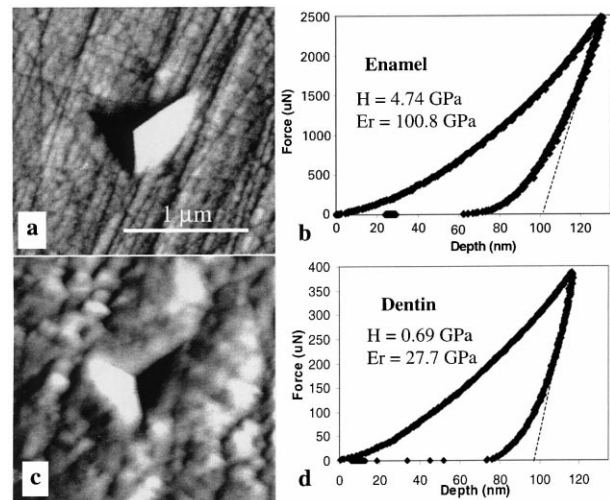 a
1 µm
2500
2000
1500
1000
500
0
Force (uN)
Enamel
H = 4.74 GPa
Er = 100.8 GPa
0 20 40 60 80 100 120
b
Depth (nm)
c
400
350
300
250
200
150
100
50
0
Force (uN)
Dentin
H = 0.69 GPa
Er = 27.7 GPa
0 20 40 60 80 100 120
d
Depth (nm)